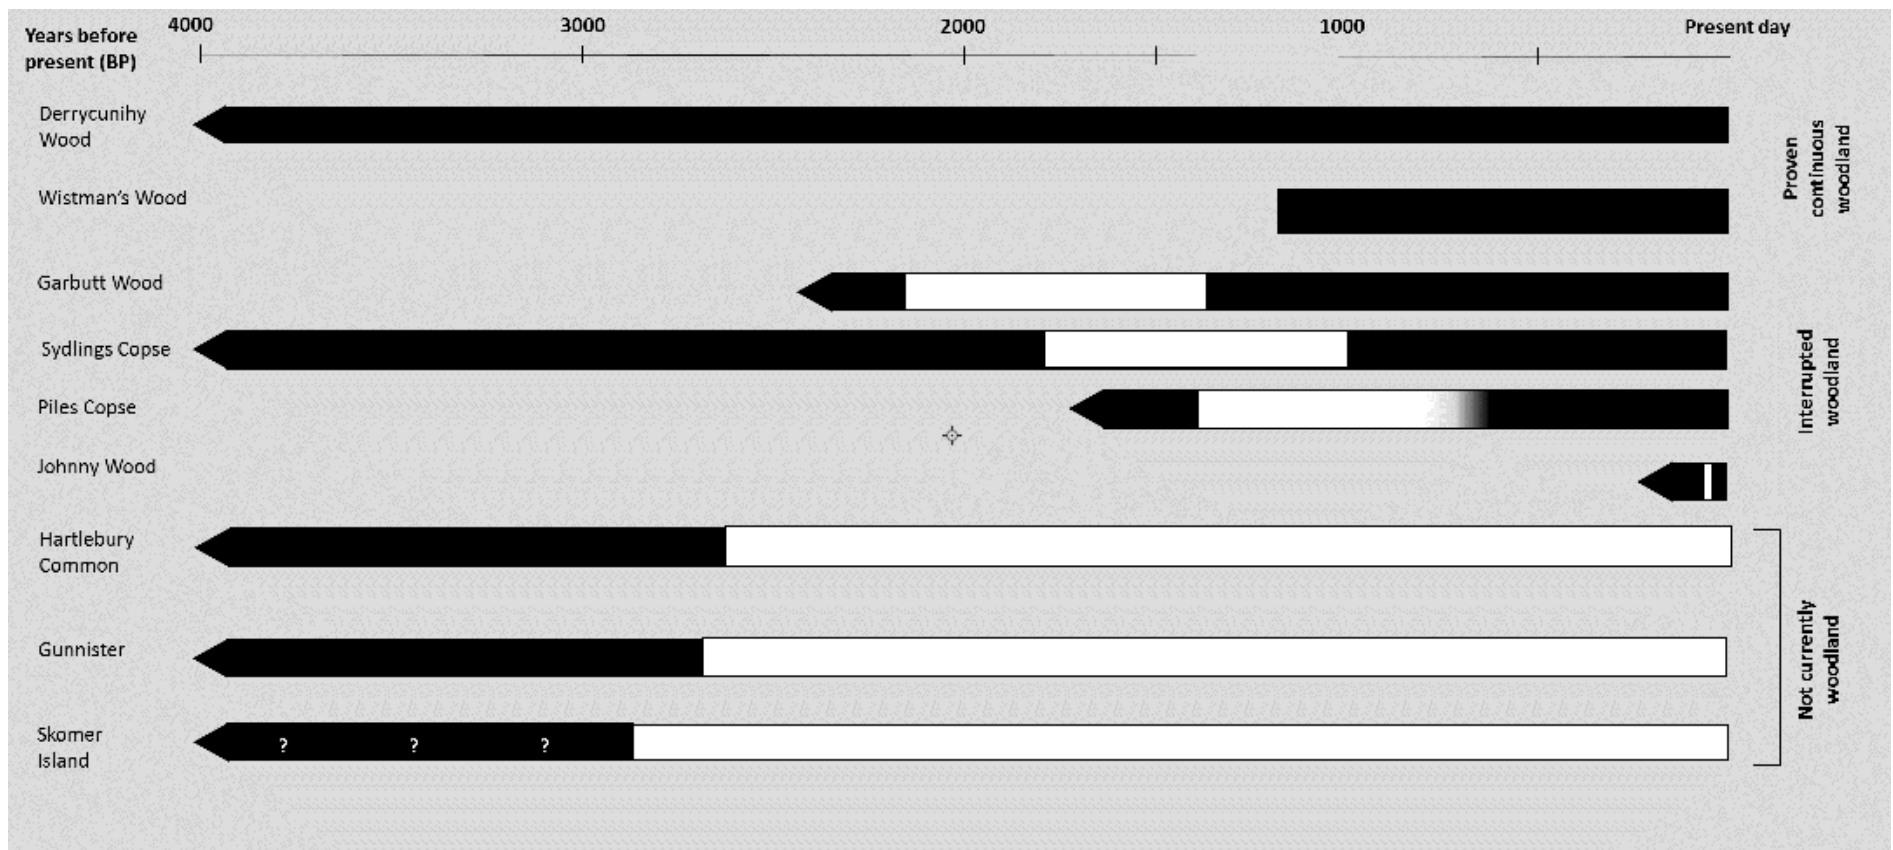 4000 3000 2000 1000 Present day
Years before
present (BP)
Derrycunihy
Wood
Wistman's Wood
Garbutt Wood
Sydlings Copse
Piles Copse
Johnny Wood
Hartlebury
Common
Gunnister
Skomer
Island
? ? ?
Proven
continuous
woodland
Interrupted
woodland
Not currently
woodland